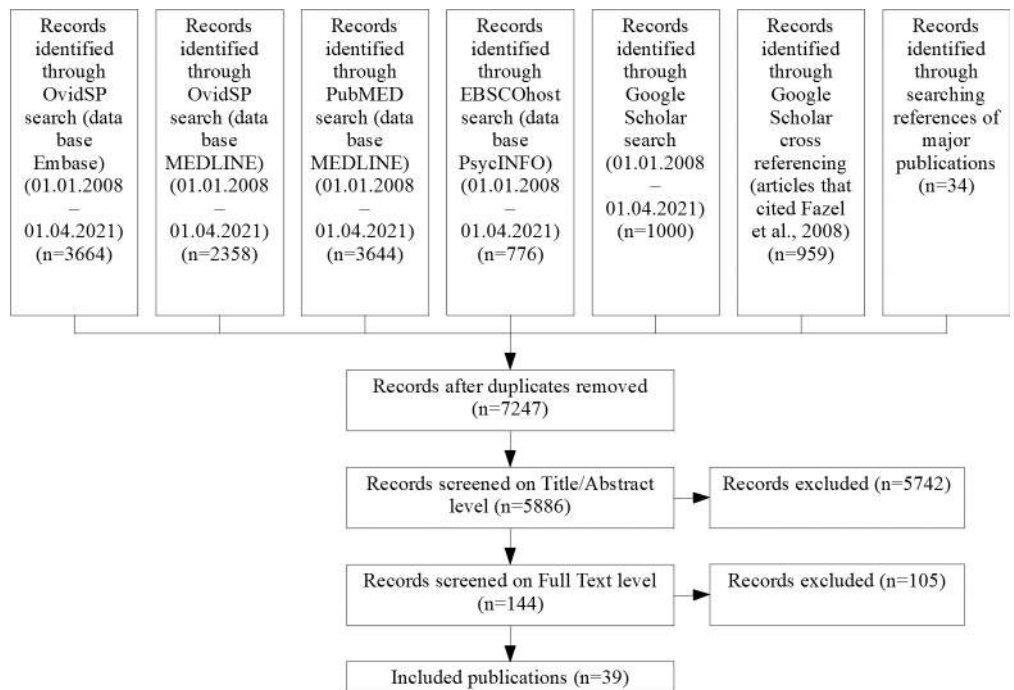 Records
identified
through
OvidSP
search (data
base
Embase)
(01.01.2008
–
01.04.2021)
(n=3664)
Records
identified
through
OvidSP
search (data
base
MEDLINE)
(01.01.2008
–
01.04.2021)
(n=2358)
Records
identified
through
PubMED
search (data
base
MEDLINE)
(01.01.2008
–
01.04.2021)
(n=3644)
Records
identified
through
EBSCOhost
search (data
base
PsycINFO)
(01.01.2008
–
01.04.2021)
(n=776)
Records
identified
through
Google
Scholar
search
(01.01.2008
–
01.04.2021)
(n=1000)
Records
identified
through
Google
Scholar
cross
referencing
(articles that
cited Fazel
et al., 2008)
(n=959)
Records
identified
through
searching
references of
major
publications
(n=34)
Records after duplicates removed
(n=7247)
Records screened on Title/Abstract
level (n=5886)
Records excluded (n=5742)
Records screened on Full Text level
(n=144)
Records excluded (n=105)
Included publications (n=39)